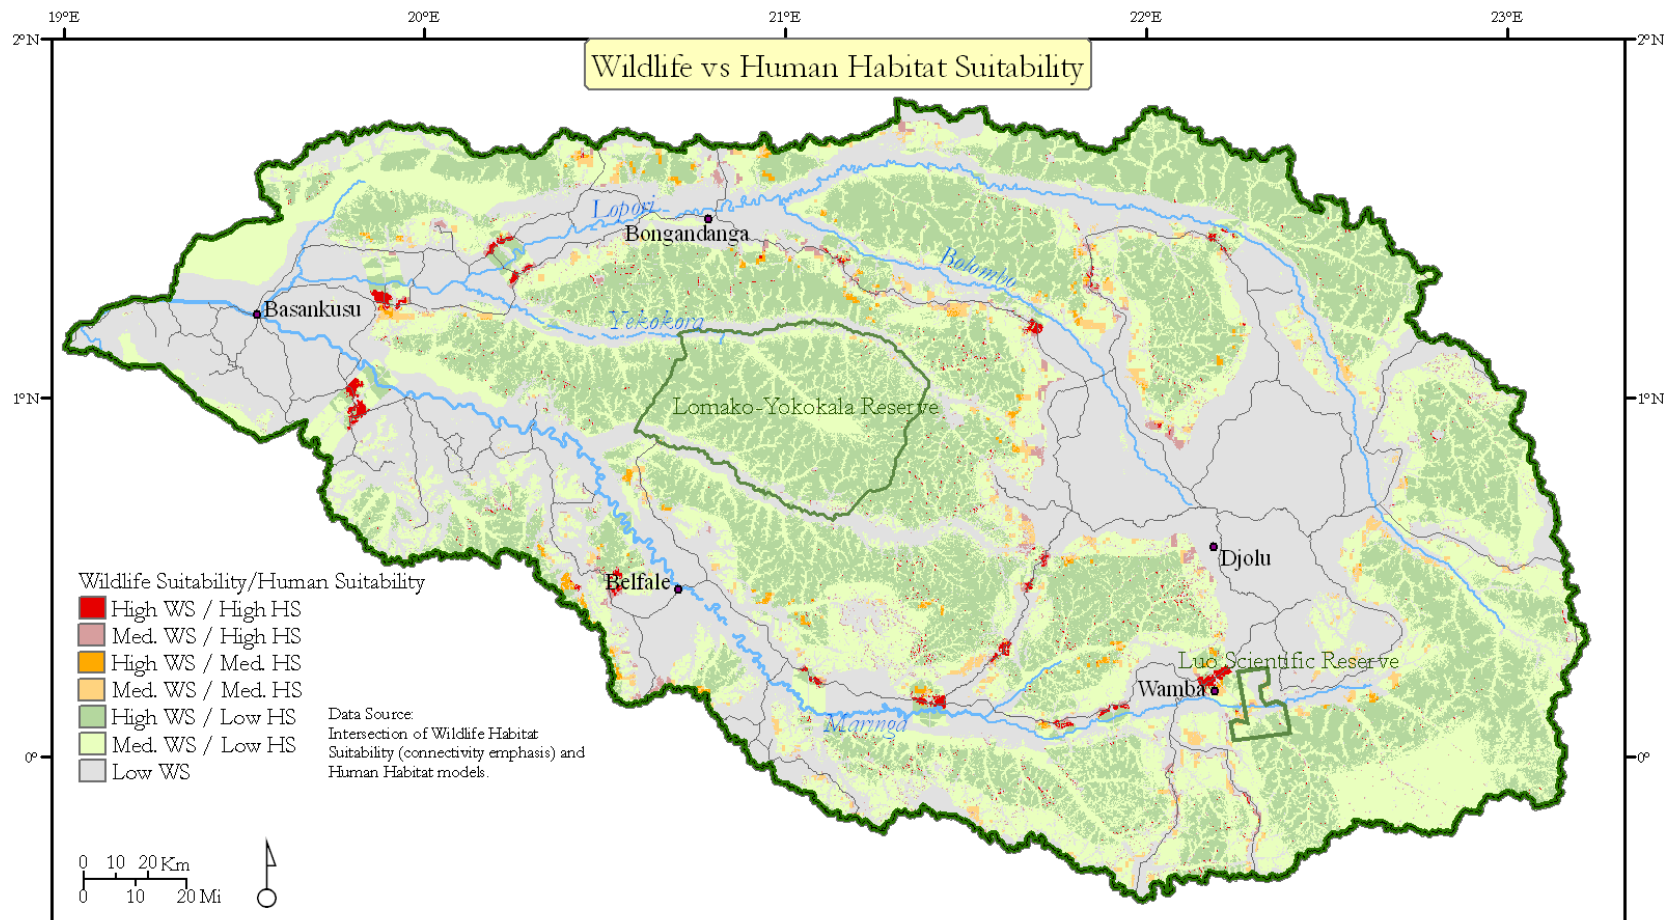 19°E 20°E 21°E 22°E 23°E
2°N 2°N
Wildlife vs Human Habitat Suitability
Lopori
Bongandanga
Bolombo
Basankusu
Yekokora
1°N 1°N
Lomako-Yokokala Reserve
Djolu
Belfale
Luo Scientific Reserve
Wamba
Maringa
0° 0°
Wildlife Suitability/Human Suitability
High WS / High HS
Med. WS / High HS
High WS / Med. HS
Med. WS / Med. HS
High WS / Low HS
Med. WS / Low HS
Low WS
Data Source:
Intersection of Wildlife Habitat
Suitability (connectivity emphasis) and
Human Habitat models.
0 10 20 Km
0 10 20 Mi